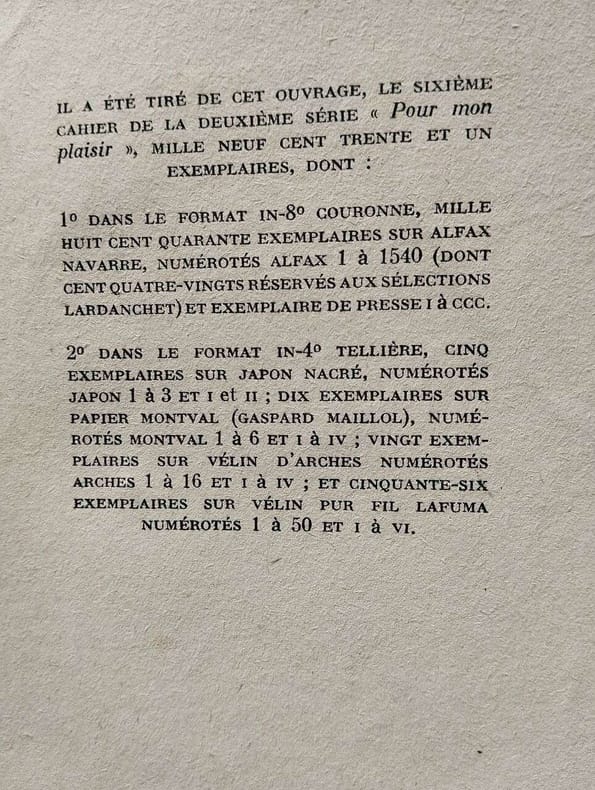 IL A ÉTÉ TIRÉ DE CET OUVRAGE, LE SIXIÈME
CAHIER DE LA DEUXIÈME SÉRIE « Pour mon
plaisir », MILLE NEUF CENT TRENTE ET UN
EXEMPLAIRES, DONT :
1º DANS LE FORMAT IN-8º COURONNE, MILLE
HUIT CENT QUARANTE EXEMPLAIRES SUR ALFAX
NAVARRE, NUMÉROTÉS ALFAX 1 à 1540 (DONT
CENT QUATRE-VINGTS RÉSERVÉS AUX SÉLECTIONS
LARDANCHET) ET EXEMPLAIRE DE PRESSE I à CCC.
2º DANS LE FORMAT IN-4º TELLIÈRE, CINQ
EXEMPLAIRES SUR JAPON NACRÉ, NUMÉROTÉS
JAPON 1 à 3 ET I et II ; DIX EXEMPLAIRES SUR
PAPIER MONTVAL (GASPARD MAILLOL), NUMÉ-
ROTÉS MONTVAL 1 à 6 ET I à IV ; VINGT EXEM-
PLAIRES SUR VÉLIN D'ARCHES NUMÉROTÉS
ARCHES 1 à 16 ET I à IV ; ET CINQUANTE-SIX
EXEMPLAIRES SUR VÉLIN PUR FIL LAFUMA
NUMÉROTÉS 1 à 50 ET I à VI.